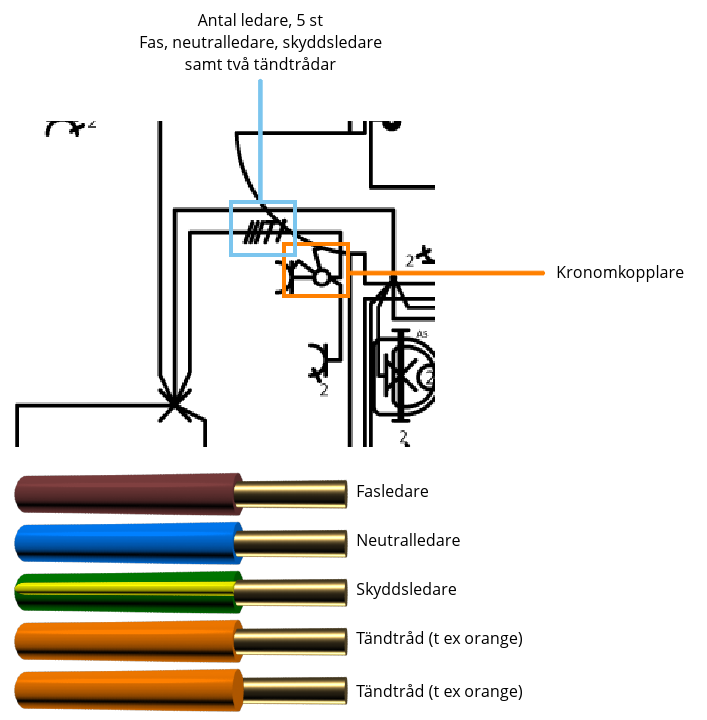 Antal ledare, 5 st
Fas, neutralledare, skyddsledare
samt två tändtrådar
2
2
Kronomkopplare
AS
2
2
2
Fasledare
Neutralledare
Skyddsledare
Tändtråd (t ex orange)
Tändtråd (t ex orange)